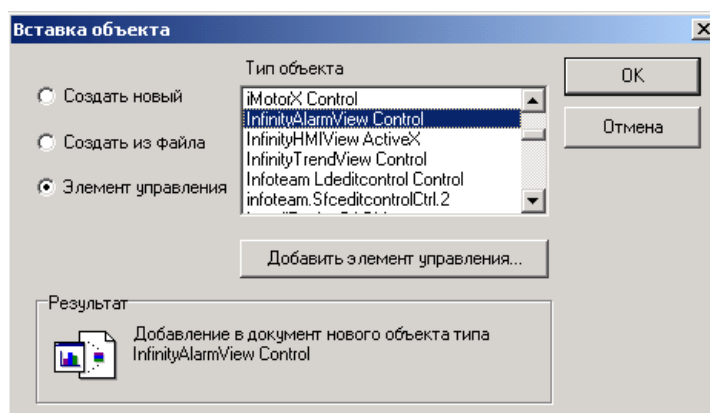 Вставка объекта
Тип объекта
Создать новый
Создать из файла
Элемент управления
iMotorX Control
InfinityAlarmView Control
InfinityHMIView ActiveX
InfinityTrendView Control
Infoteam Ldeditcontrol Control
infoteam.SfceditcontrolCtrl.2
OK
Отмена
Добавить элемент управления...
Результат
Добавление в документ нового объекта типа
InfinityAlarmView Control